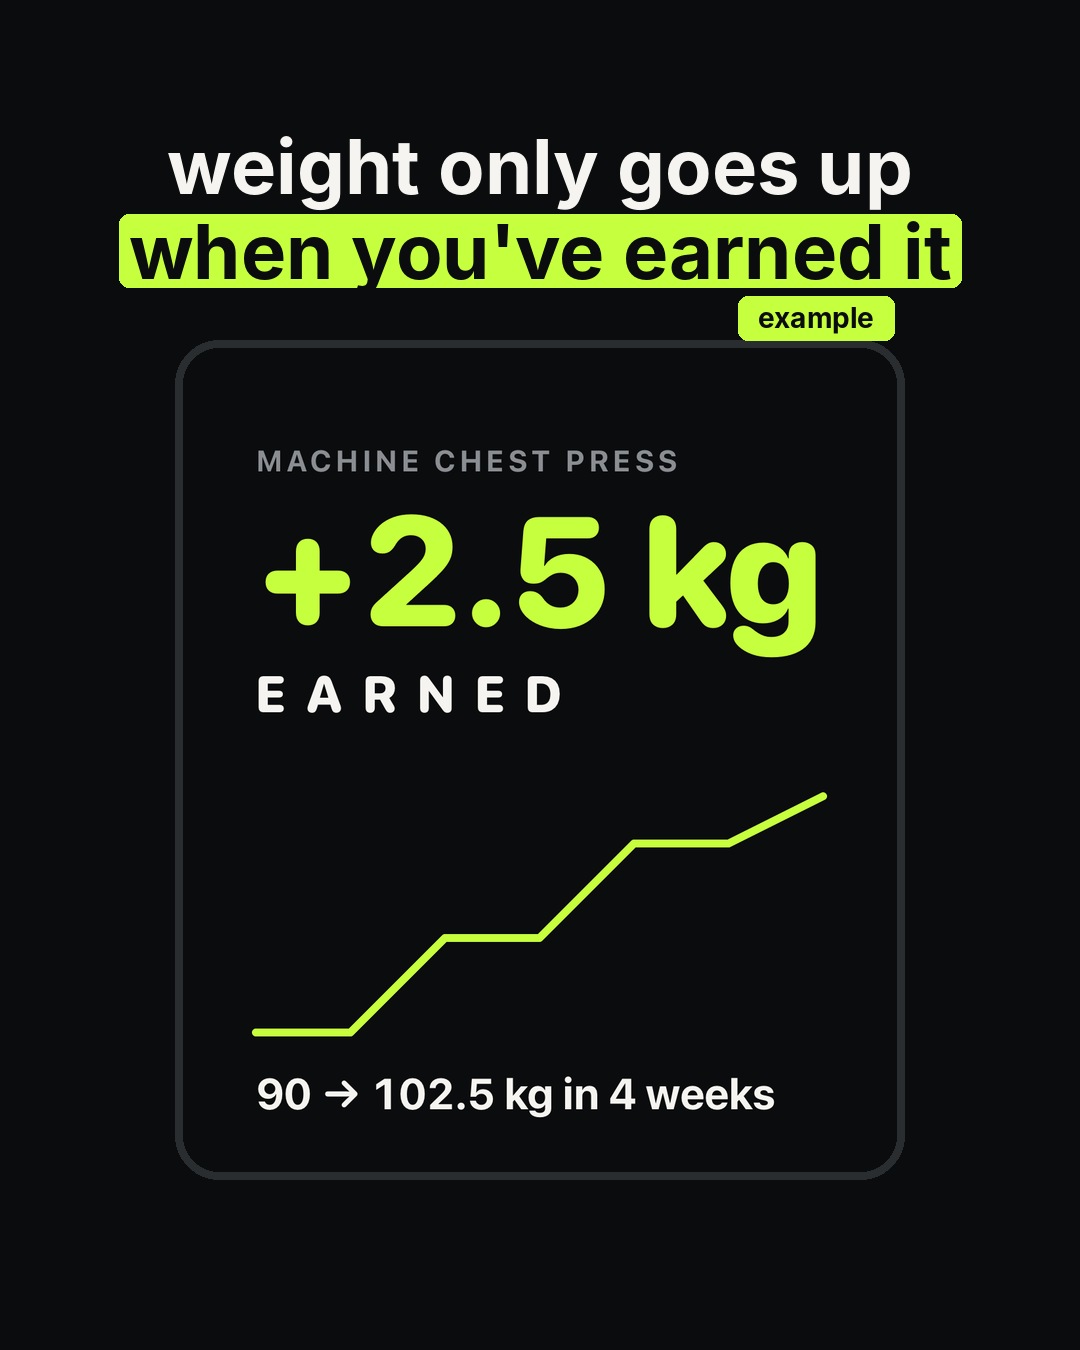 weight only goes up
when you've earned it
example
MACHINE CHEST PRESS
+2.5 kg
EARNED
90 → 102.5 kg in 4 weeks